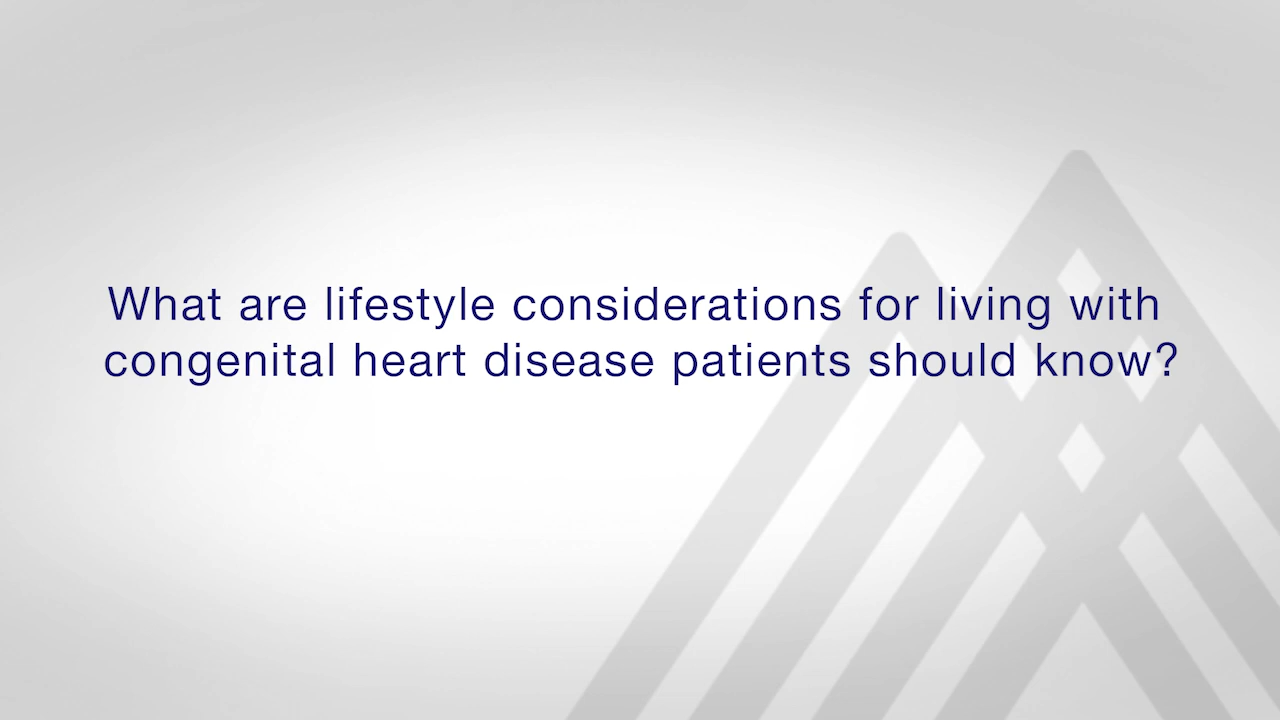 What are lifestyle considerations for living with
congenital heart disease patients should know?